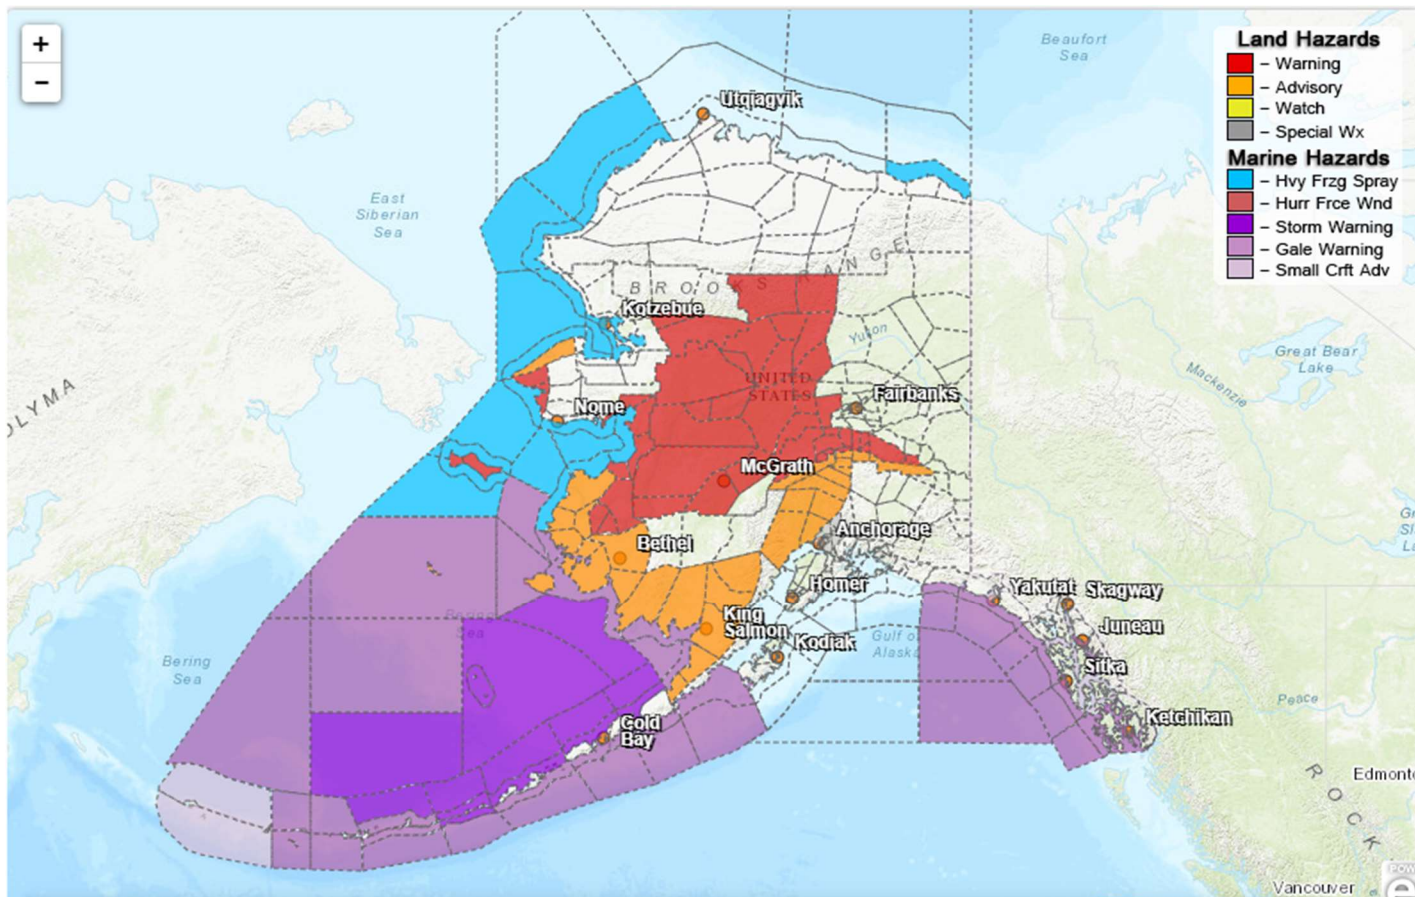 +
−
Land Hazards
– Warning
– Advisory
– Watch
– Special Wx
Marine Hazards
– Hvy Frzg Spray
– Hurr Frce Wnd
– Storm Warning
– Gale Warning
– Small Crft Adv
Beaufort
Sea
Utqiagvik
East
Siberian
Sea
BROOKS RANGE
Kotzebue
Yukon
Great Bear
Lake
Mackenzie
UNITED
STATES
OLYMA
Fairbanks
Nome
McGrath
Anchorage
Bethel
Homer
Yakutat
Skagway
Bering
Sea
King
Salmon
Juneau
Kodiak
Gulf o
Alaska
Bering
Sea
Sitka
Peace
Cold
Bay
Ketchikan
ROCK
Edmonto
Vancouver